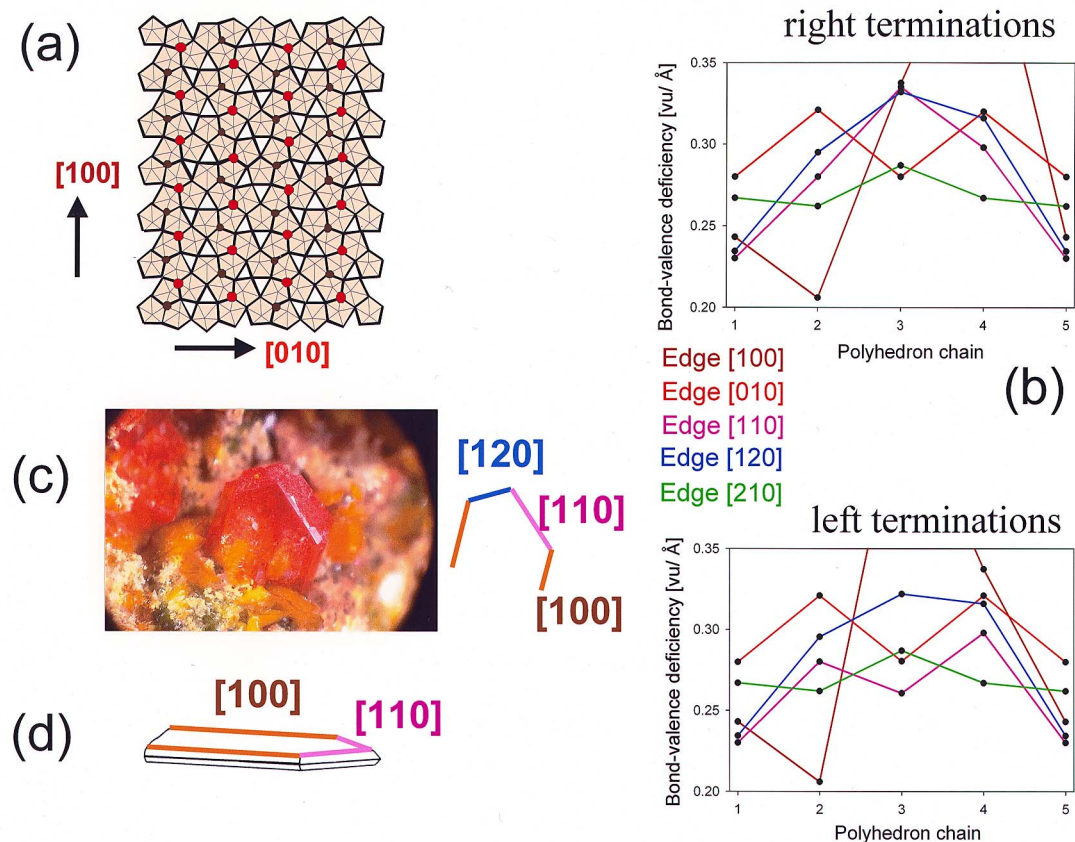 (a)
[100]
[010]
right terminations
Bond-valence deficiency [vu/ Å]
0.35
0.30
0.25
0.20
1 2 3 4 5
Polyhedron chain
Edge [100]
Edge [010]
Edge [110]
Edge [120]
Edge [210]
(b)
(c)
[120]
[110]
[100]
left terminations
Bond-valence deficiency [vu/ Å]
0.35
0.30
0.25
0.20
1 2 3 4 5
Polyhedron chain
(d)
[100]
[110]